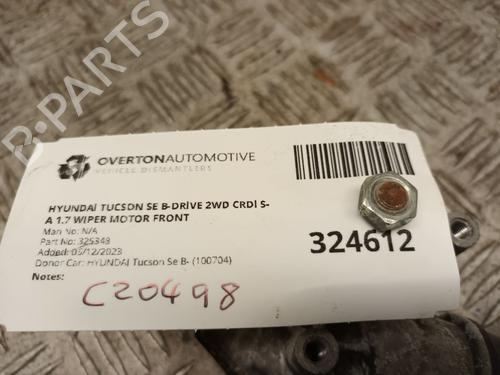 B-PARTS
OVERTONAUTOMOTIVE
VEHICLE DISMANTLERS
HYUNDAI TUCSON SE B-DRIVE 2WD CRDI S-
A 1.7 WIPER MOTOR FRONT
Man No: N/A
Part No: 325343
Added: 05/12/2023
Donor Car: HYUNDAI Tucson Se B- (100704)
Notes:
C20498
324612